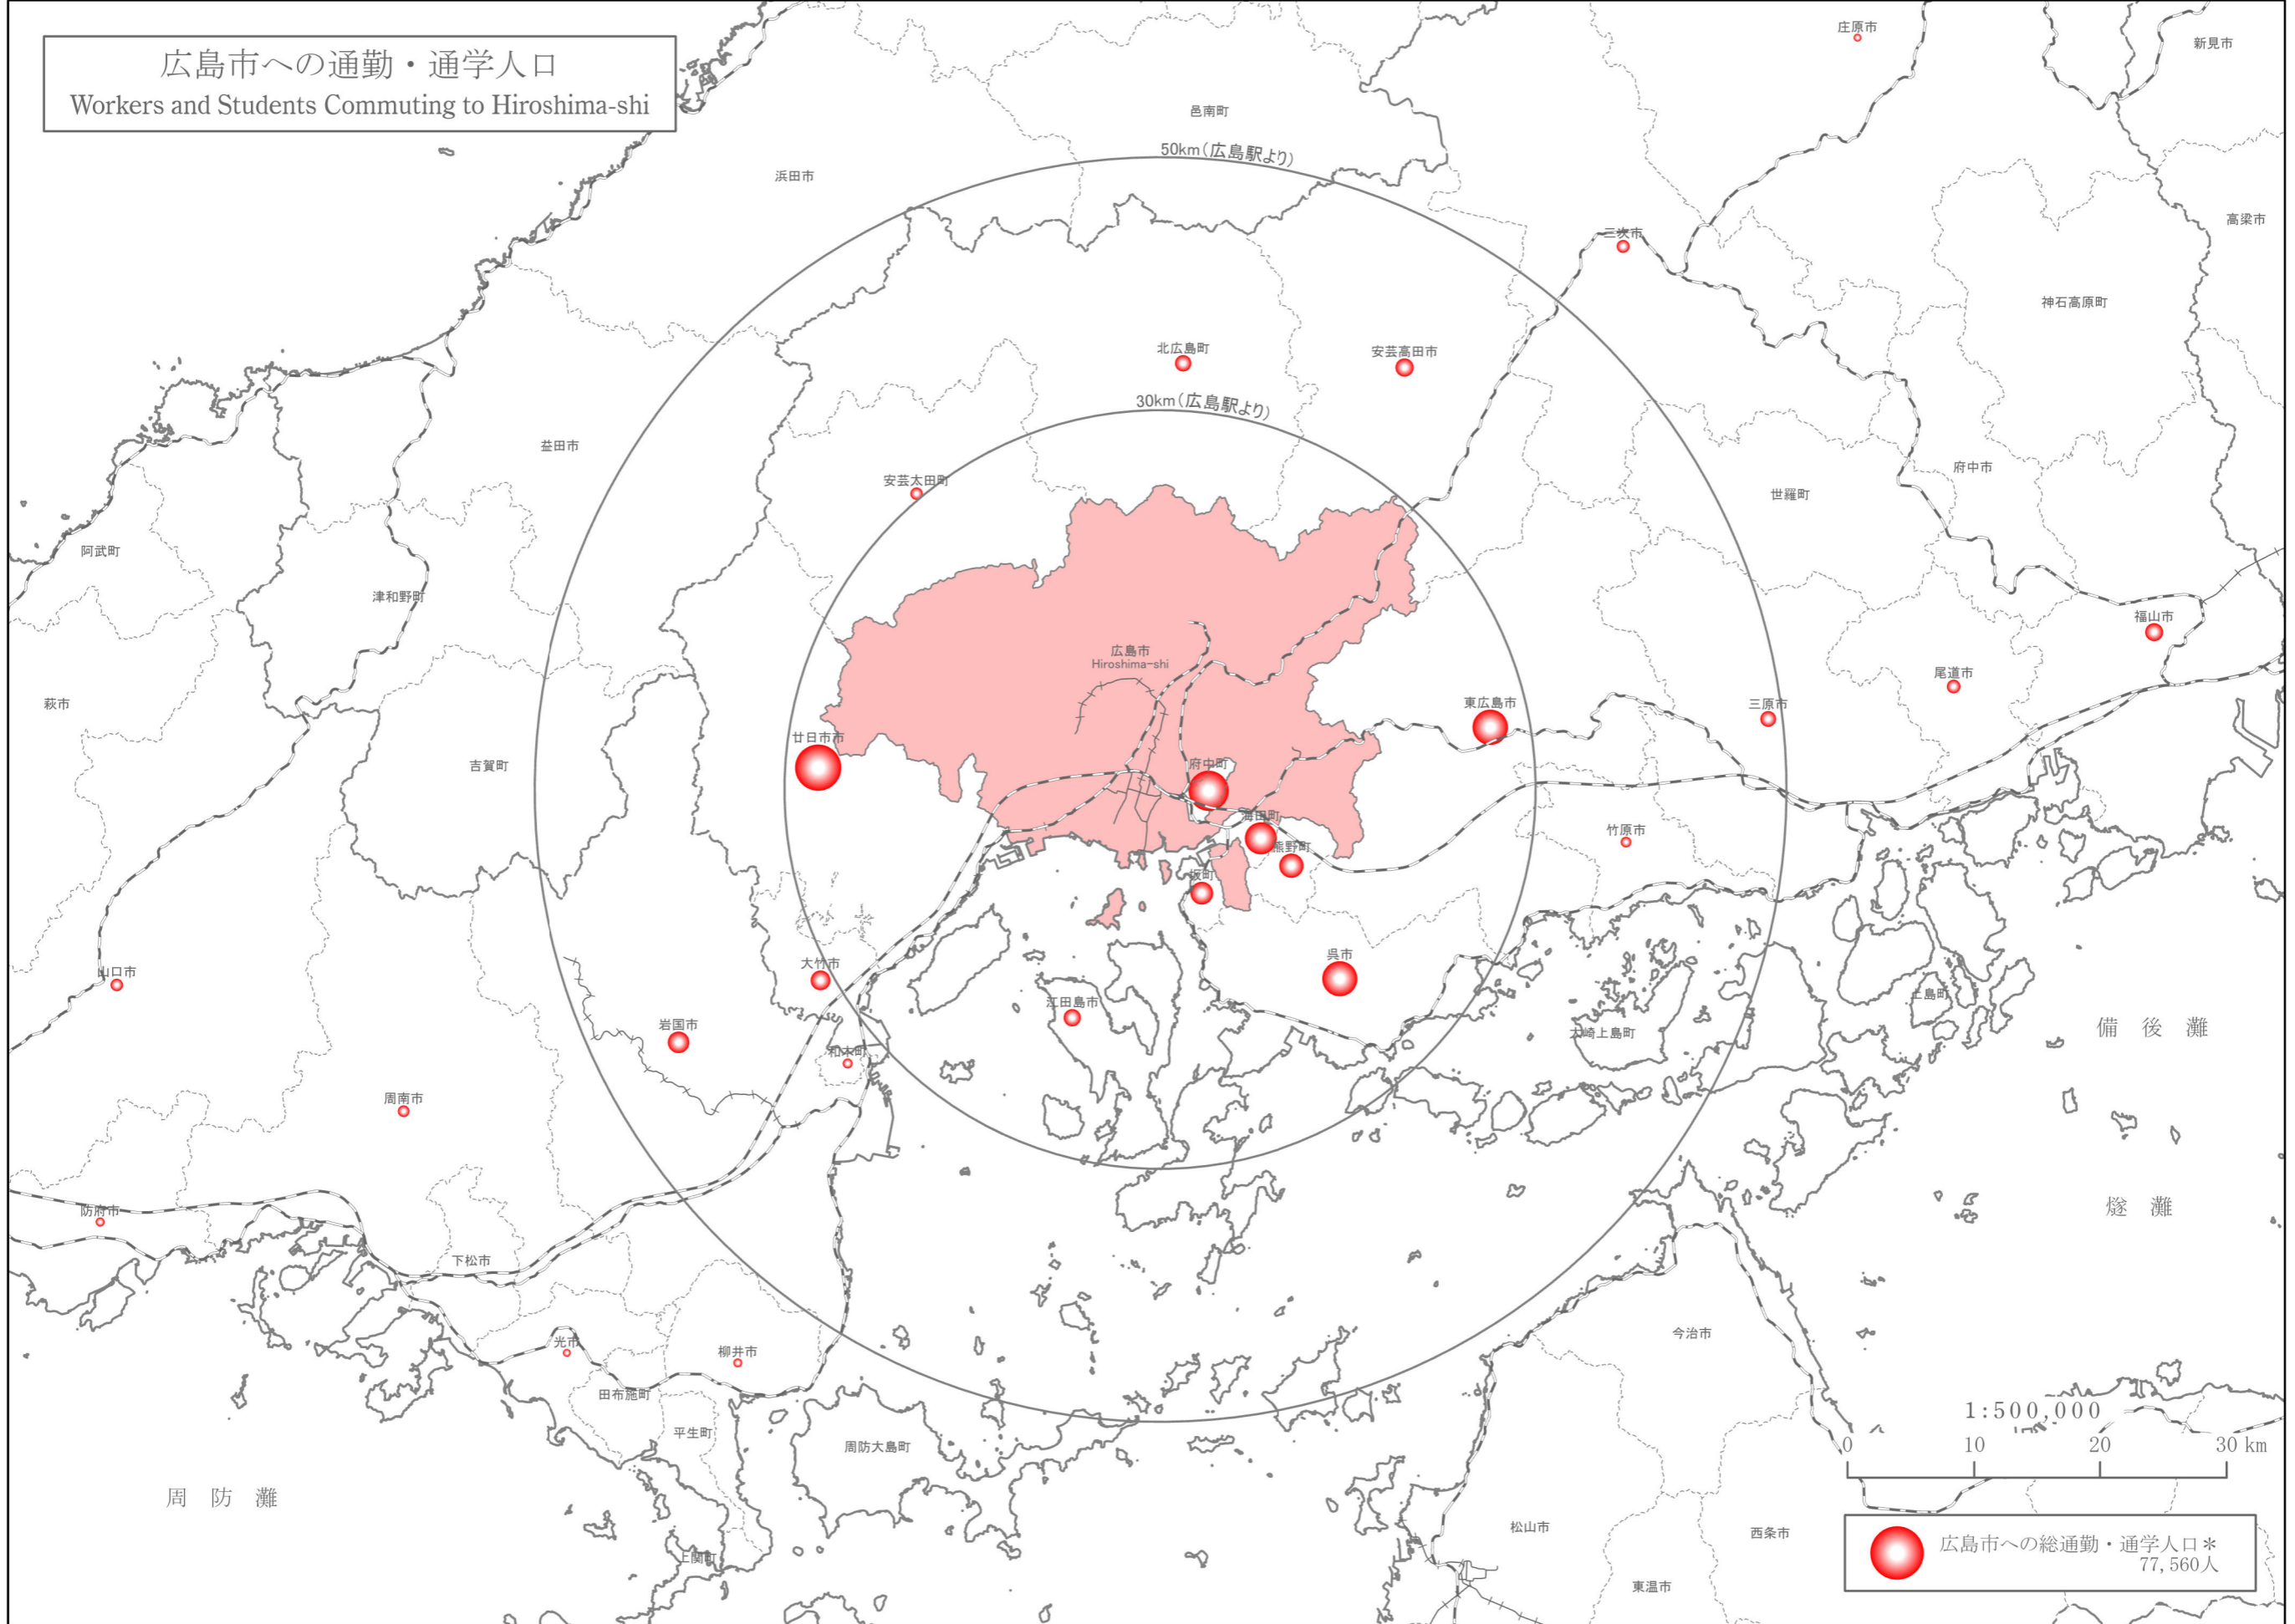 広島市への通勤・通学人口
Workers and Students Commuting to Hiroshima-shi
庄原市
新見市
邑南町
50km(広島駅より)
浜田市
高梁市
三次市
神石高原町
北広島町
安芸高田市
30km(広島駅より)
益田市
府中市
安芸太田町
世羅町
阿武町
津和野町
福山市
広島市
Hiroshima-shi
尾道市
萩市
東広島市
三原市
廿日市市
吉賀町
府中町
海田町
竹原市
熊野町
坂町
呉市
大竹市
山口市
上島町
江田島市
岩国市
備後灘
大崎上島町
和木町
周南市
燧灘
防府市
下松市
今治市
光市
柳井市
田布施町
1:500,000
平生町
周防大島町
0 10 20 30 km
周防灘
松山市
西条市
広島市への総通勤・通学人口*
77,560人
上関町
東温市